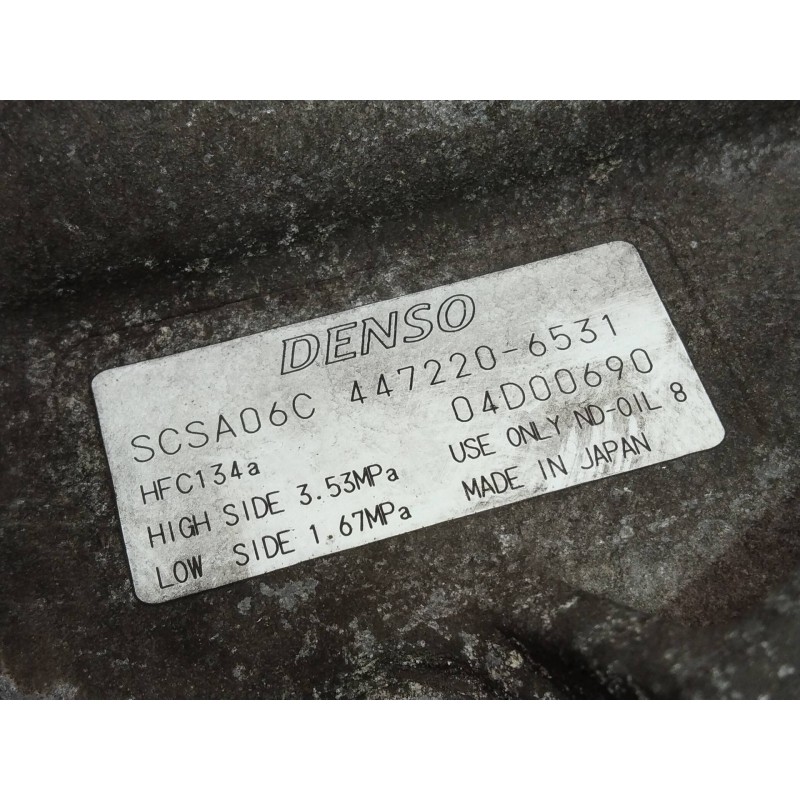 DENSO
SCSA06C 447220-6531
04D00690
HFC134a
USE ONLY ND-OIL 8
HIGH SIDE 3.53MPa
MADE IN JAPAN
LOW SIDE 1.67MPa